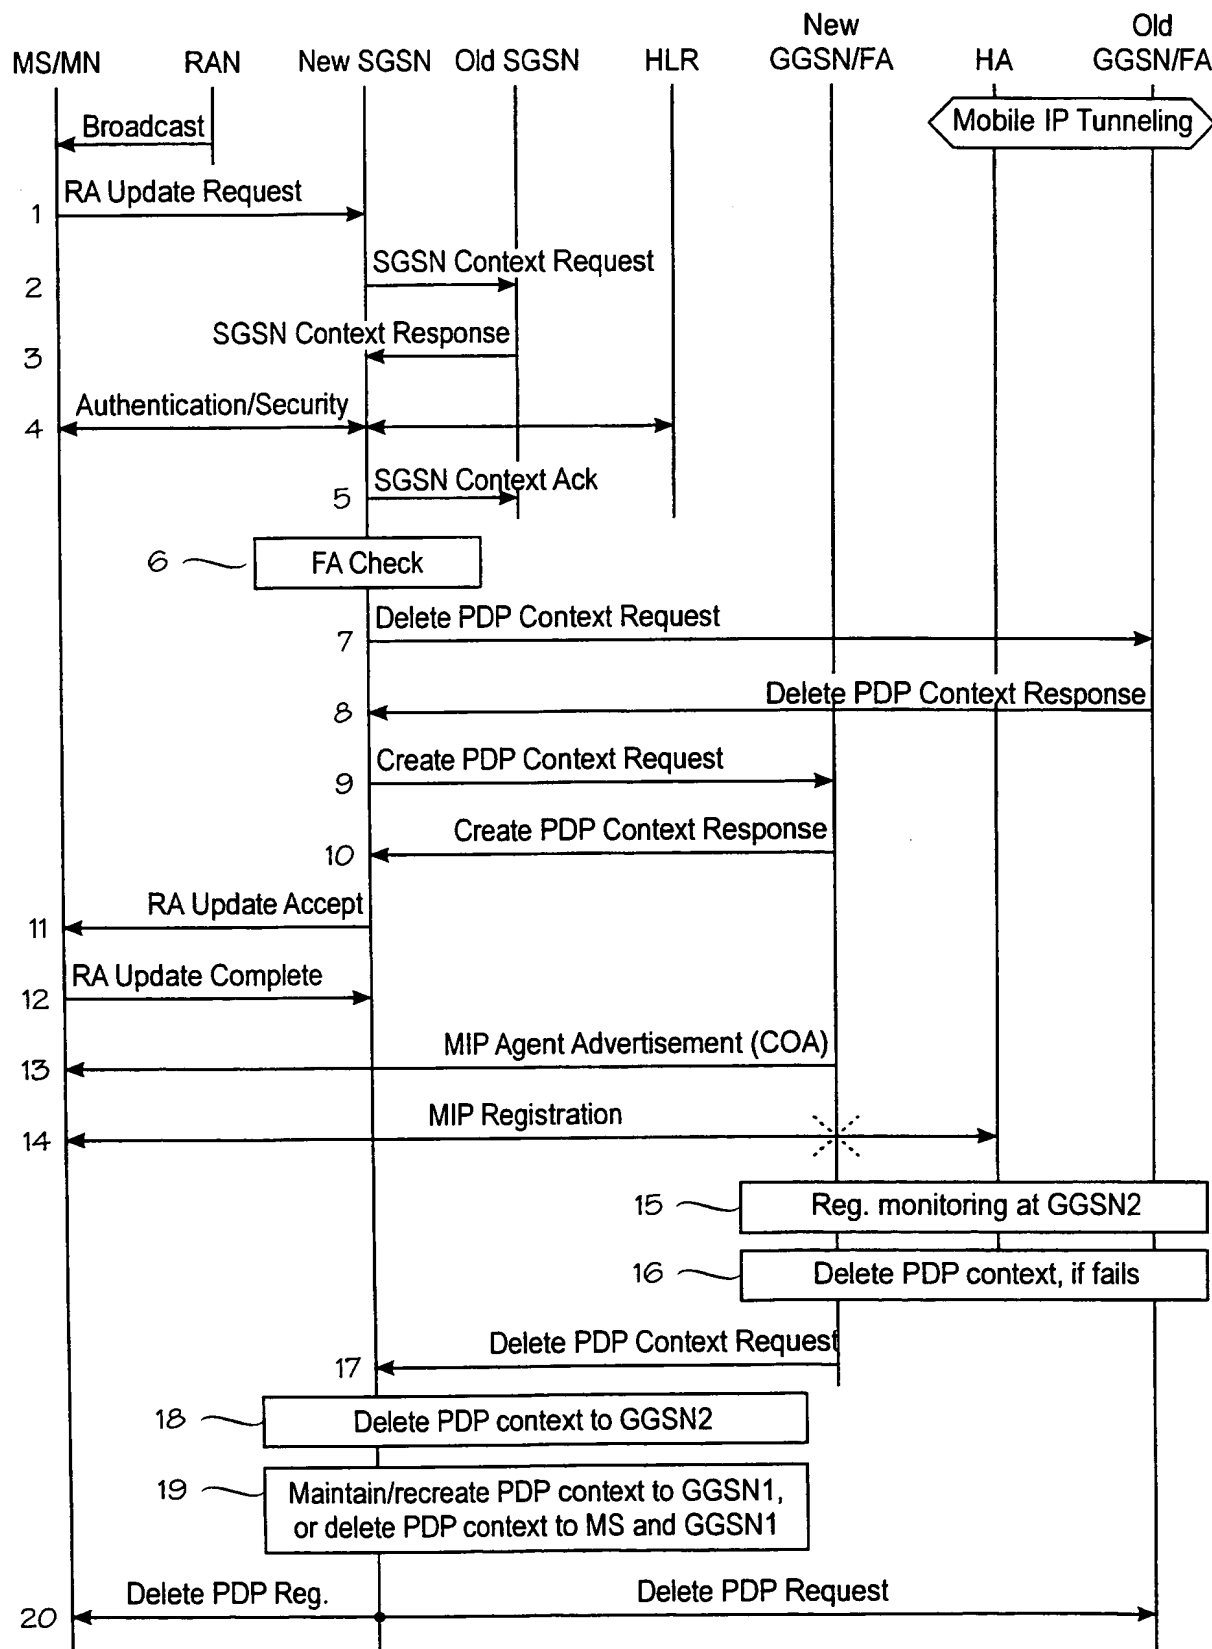 MS/MN RAN New SGSN Old SGSN HLR New GGSN/FA HA Old GGSN/FA
Broadcast
Mobile IP Tunneling
RA Update Request
1
SGSN Context Request
2
SGSN Context Response
3
Authentication/Security
4
SGSN Context Ack
5
6 FA Check
Delete PDP Context Request
7
Delete PDP Context Response
8
Create PDP Context Request
9
Create PDP Context Response
10
RA Update Accept
11
RA Update Complete
12
MIP Agent Advertisement (COA)
13
MIP Registration
14
15 Reg. monitoring at GGSN2
16 Delete PDP context, if fails
Delete PDP Context Request
17
18 Delete PDP context to GGSN2
19 Maintain/recreate PDP context to GGSN1,
or delete PDP context to MS and GGSN1
Delete PDP Reg. Delete PDP Request
20